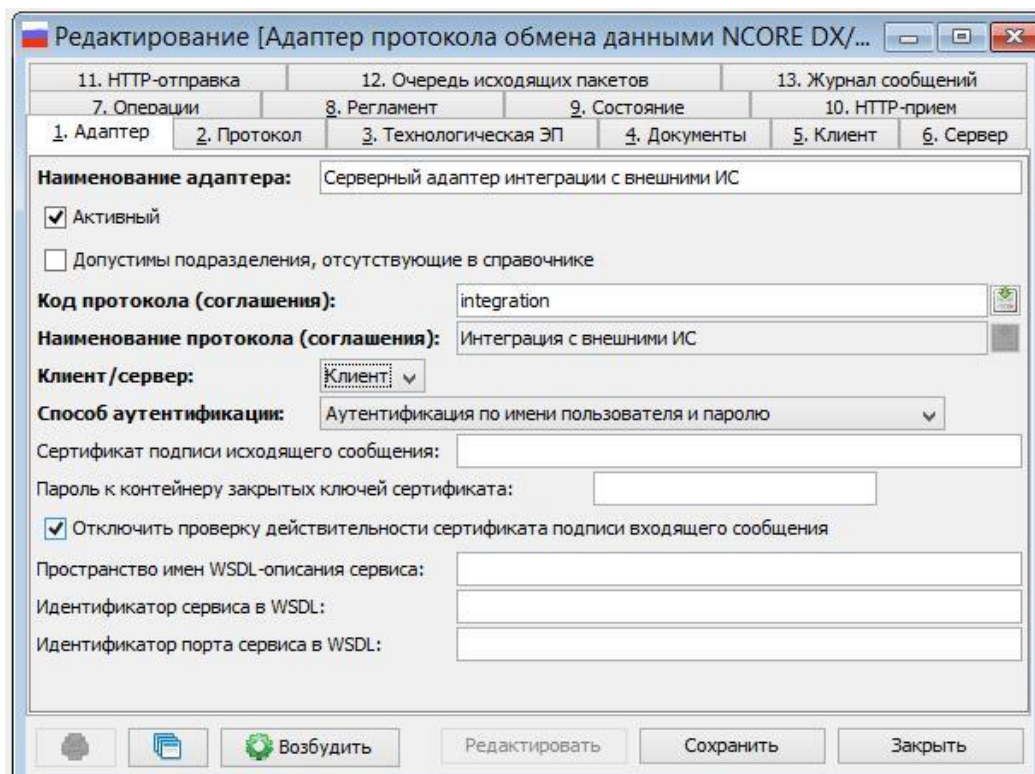 Редактирование [Адаптер протокола обмена данными NCORE DX/...
11. HTTP-отправка 12. Очередь исходящих пакетов 13. Журнал сообщений
7. Операции 8. Регламент 9. Состояние 10. HTTP-прием
1. Адаптер 2. Протокол 3. Технологическая ЭП 4. Документы 5. Клиент 6. Сервер
Наименование адаптера: Серверный адаптер интеграции с внешними ИС
Активный
Допустимы подразделения, отсутствующие в справочнике
Код протокола (соглашения): integration
Наименование протокола (соглашения): Интеграция с внешними ИС
Клиент/сервер: Клиент
Способ аутентификации: Аутентификация по имени пользователя и паролю
Сертификат подписи исходящего сообщения:
Пароль к контейнеру закрытых ключей сертификата:
Отключить проверку действительности сертификата подписи входящего сообщения
Пространство имен WSDL-описания сервиса:
Идентификатор сервиса в WSDL:
Идентификатор порта сервиса в WSDL:
Возбудить Редактировать Сохранить Закрыть